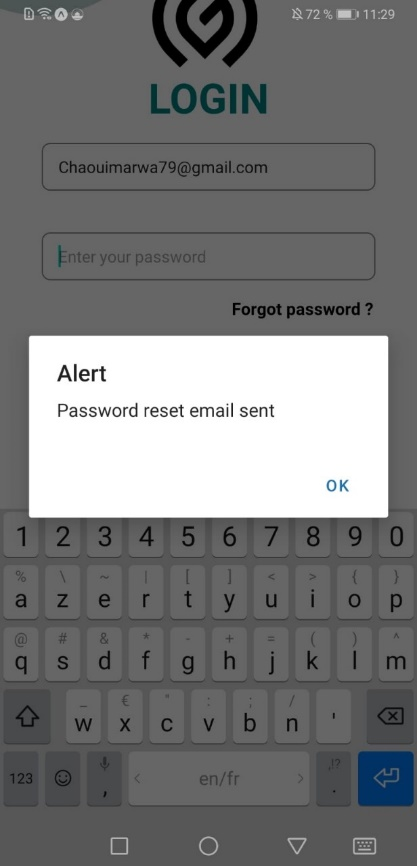 72 % 11:29
LOGIN
Chaouimarwa79@gmail.com
Enter your password
Forgot password ?
Alert
Password reset email sent
OK
1 2 3 4 5 6 7 8 9 0
% \ ~ | [ ] < > { }
a z e r t y u i o p
@ # & * - + = ( ) ^
q s d f g h j k l m
_ € " : ; /
w x c v b n '
,!?
123 , < en/fr > .